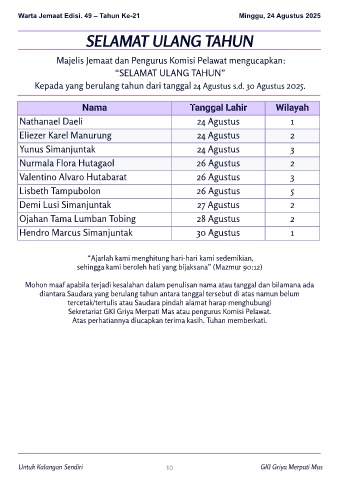 Warta Jemaat Edisi. 49 – Tahun Ke-21 Minggu, 24 Agustus 2025
SELAMAT ULANG TAHUN
Majelis Jemaat dan Pengurus Komisi Pelawat mengucapkan:
“SELAMAT ULANG TAHUN”
Kepada yang berulang tahun dari tanggal 24 Agustus s.d. 30 Agustus 2025.
Nama Tanggal Lahir Wilayah
Nathanael Daeli 24 Agustus 1
Eliezer Karel Manurung 24 Agustus 2
Yunus Simanjuntak 24 Agustus 3
Nurmala Flora Hutagaol 26 Agustus 2
Valentino Alvaro Hutabarat 26 Agustus 3
Lisbeth Tampubolon 26 Agustus 5
Demi Lusi Simanjuntak 27 Agustus 2
Ojahan Tama Lumban Tobing 28 Agustus 2
Hendro Marcus Simanjuntak 30 Agustus 1
“Ajarlah kami menghitung hari-hari kami sedemikian,
sehingga kami beroleh hati yang bijaksana” (Mazmur 90:12)
Mohon maaf apabila terjadi kesalahan dalam penulisan nama atau tanggal dan bilamana ada
diantara Saudara yang berulang tahun antara tanggal tersebut di atas namun belum
tercetak/tertulis atau Saudara pindah alamat harap menghubungi
Sekretariat GKI Griya Merpati Mas atau pengurus Komisi Pelawat.
Atas perhatiannya diucapkan terima kasih. Tuhan memberkati.
Untuk Kalangan Sendiri 10 GKI Griya Merpati Mas